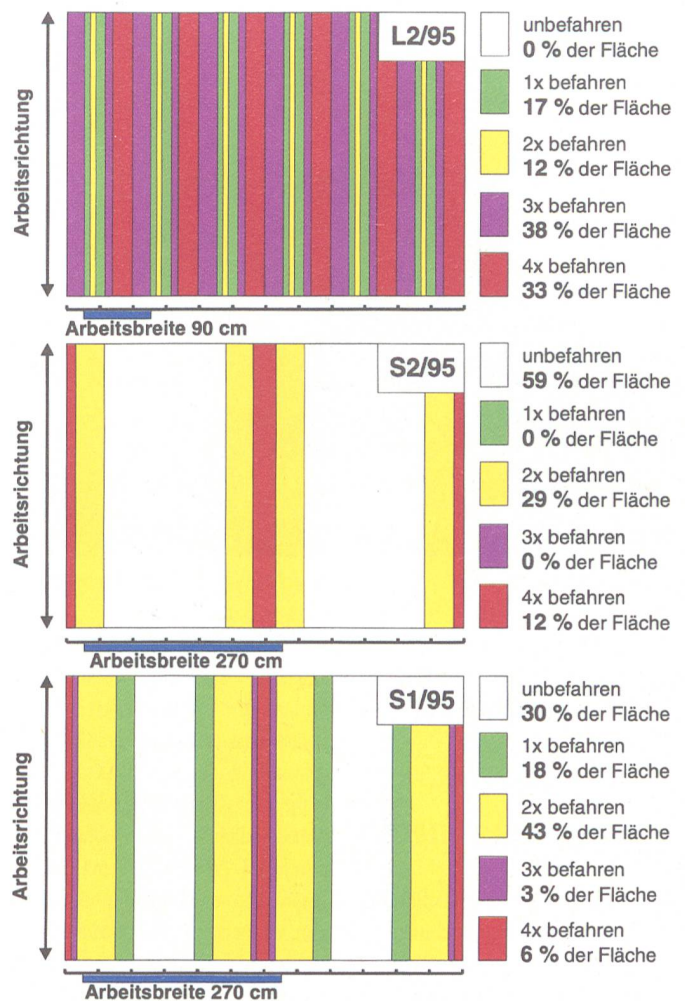 Arbeitsrichtung
L2/95
unbefahren
0 % der Fläche
1x befahren
17 % der Fläche
2x befahren
12 % der Fläche
3x befahren
38 % der Fläche
4x befahren
33 % der Fläche
Arbeitsbreite 90 cm
Arbeitsrichtung
S2/95
unbefahren
59 % der Fläche
1x befahren
0 % der Fläche
2x befahren
29 % der Fläche
3x befahren
0 % der Fläche
4x befahren
12 % der Fläche
Arbeitsbreite 270 cm
Arbeitsrichtung
S1/95
unbefahren
30 % der Fläche
1x befahren
18 % der Fläche
2x befahren
43 % der Fläche
3x befahren
3 % der Fläche
4x befahren
6 % der Fläche
Arbeitsbreite 270 cm